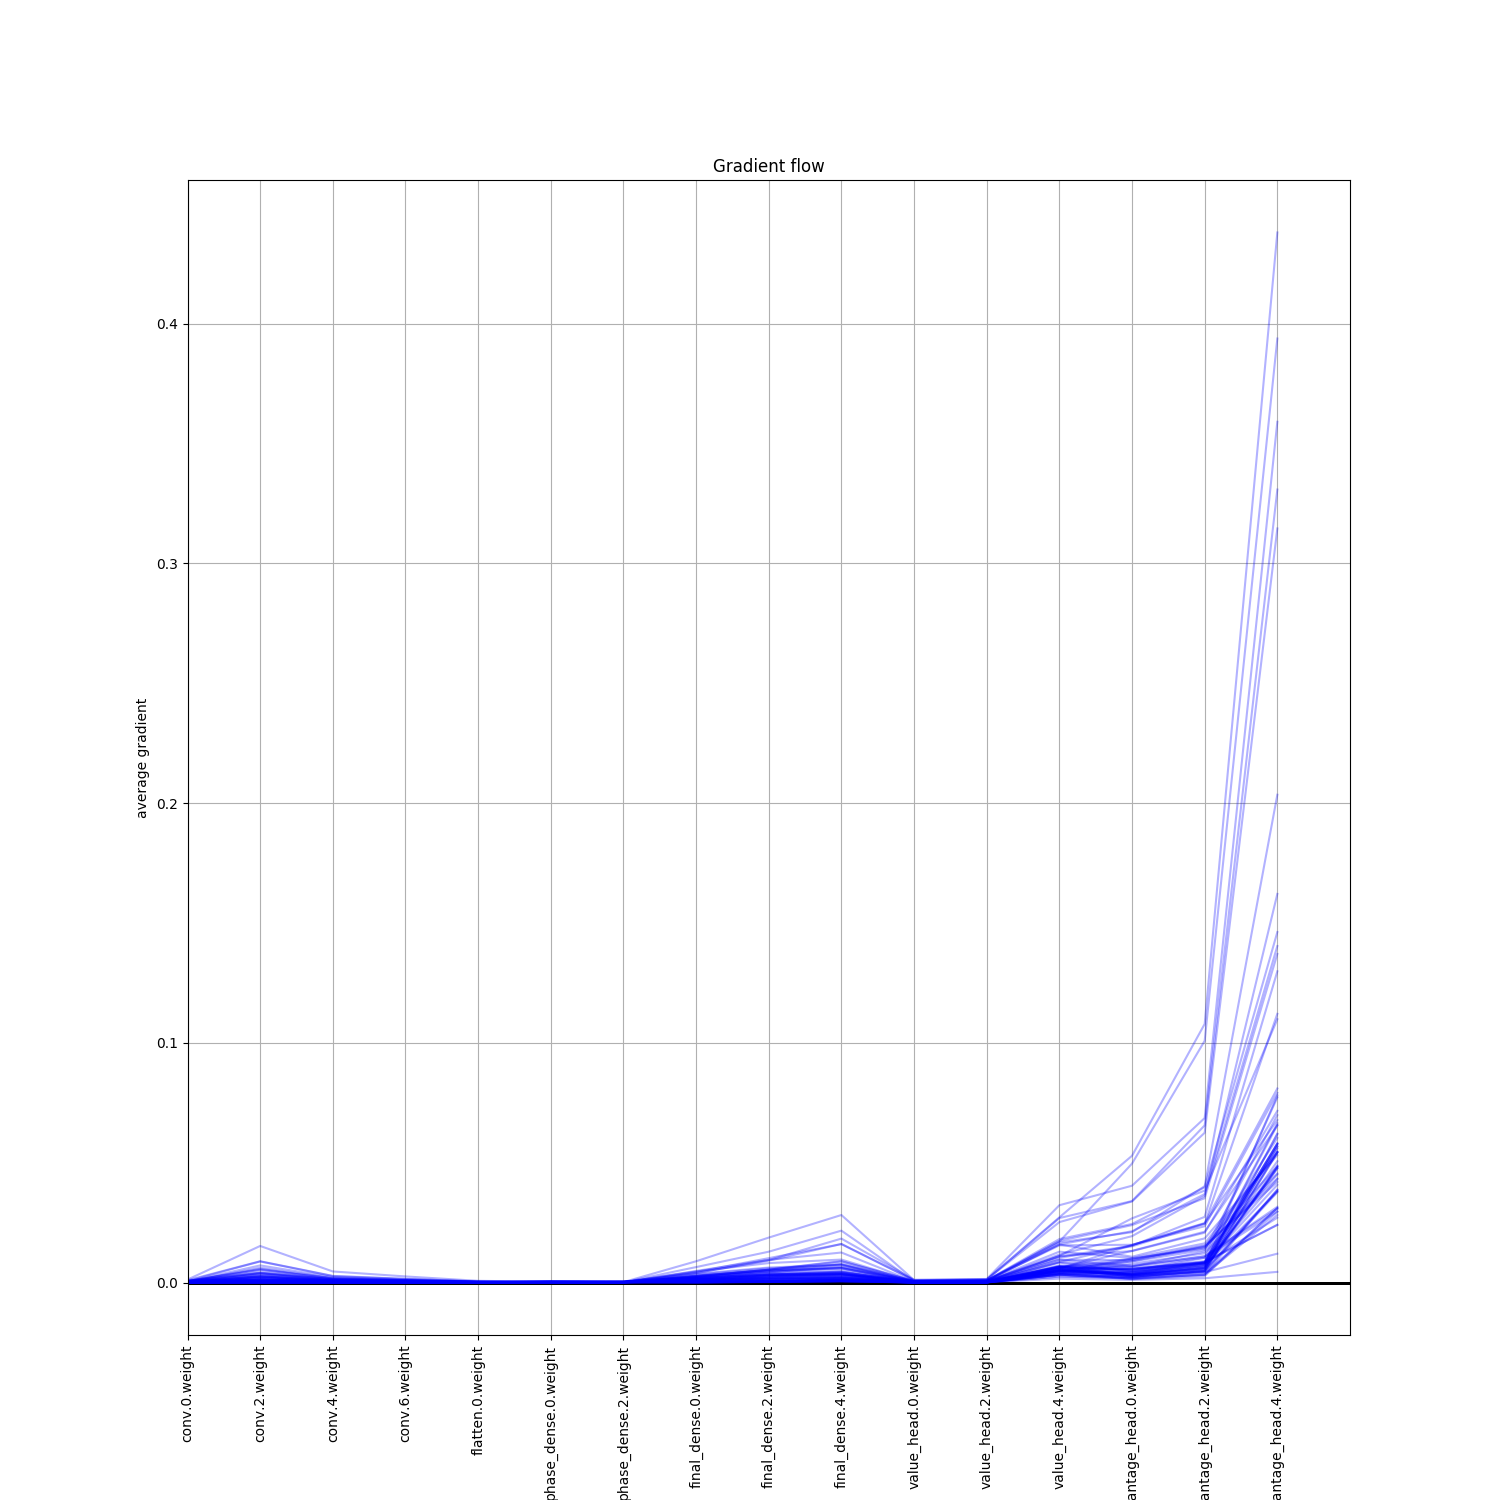 Gradient flow
average gradient
0.4
0.3
0.2
0.1
0.0
conv.0.weight
conv.2.weight
conv.4.weight
conv.6.weight
flatten.0.weight
phase_dense.0.weight
phase_dense.2.weight
final_dense.0.weight
final_dense.2.weight
final_dense.4.weight
value_head.0.weight
value_head.2.weight
value_head.4.weight
antage_head.0.weight
antage_head.2.weight
antage_head.4.weight